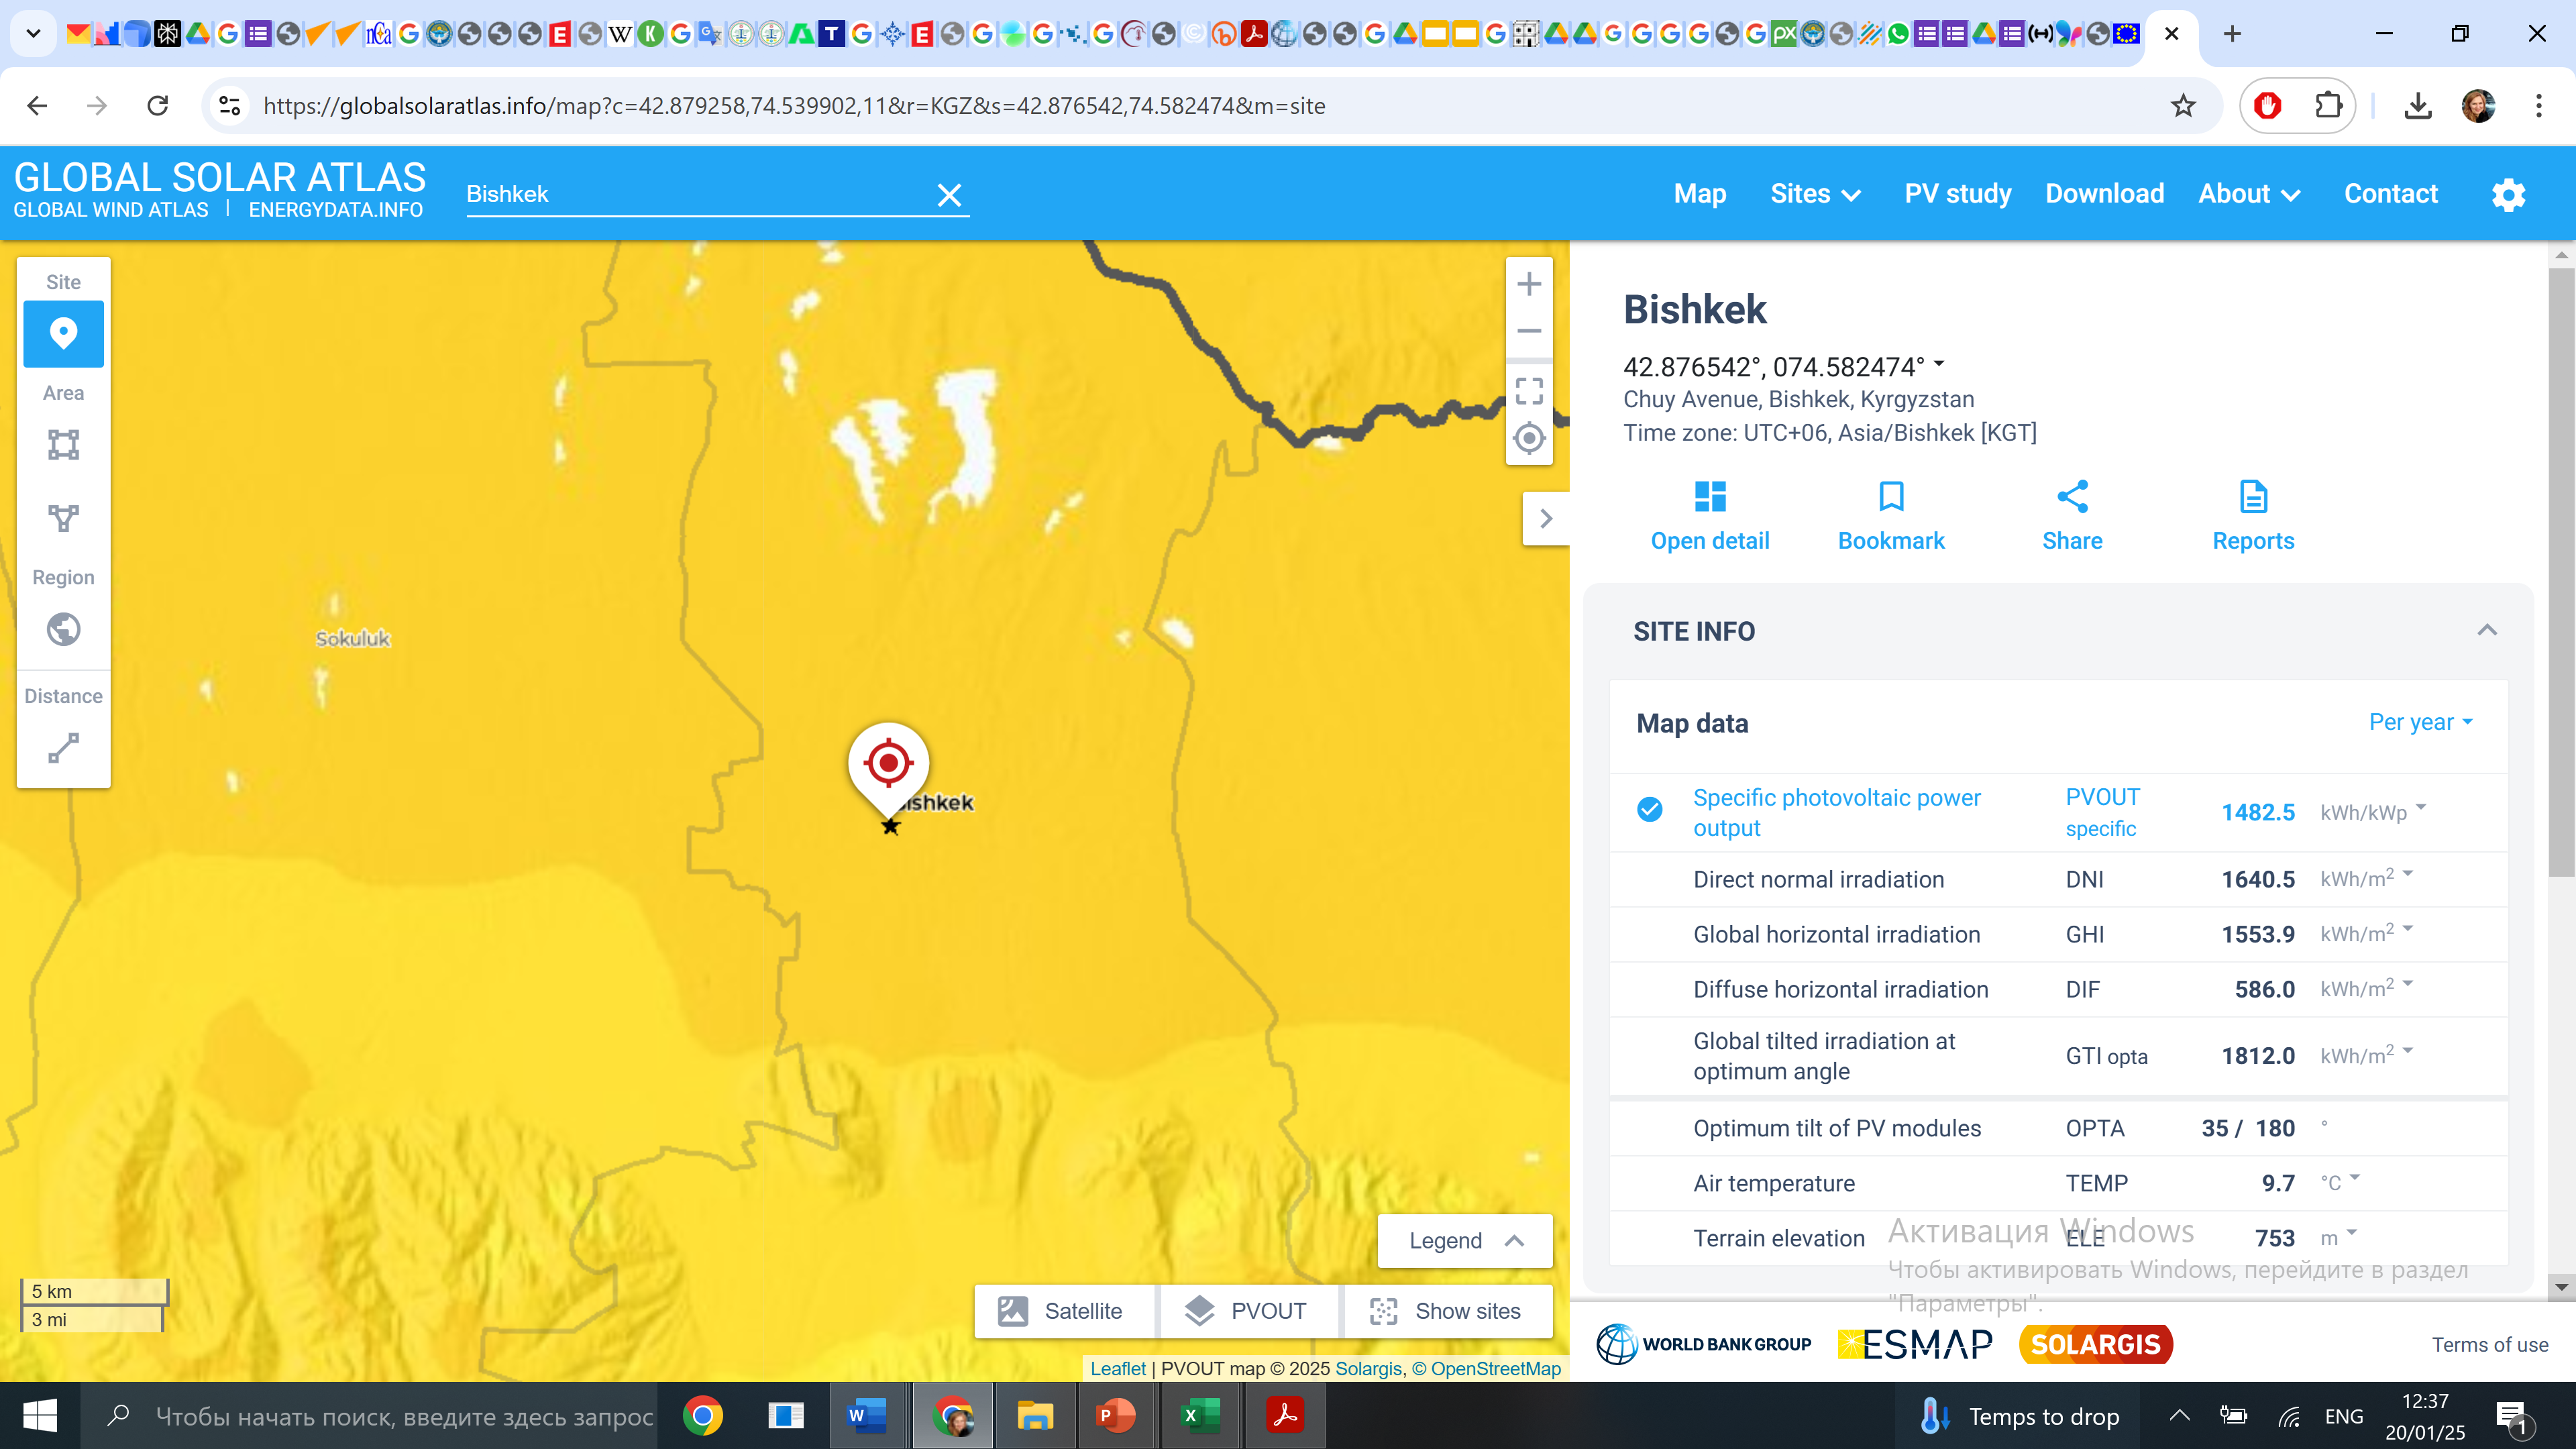 https://globalsolaratlas.info/map?c=42.879258,74.539902,11&r=KGZ&s=42.876542,74.582474&m=site
GLOBAL SOLAR ATLAS
GLOBAL WIND ATLAS | ENERGYDATA.INFO
Bishkek
Map Sites PV study Download About Contact
Site
Area
Region
Distance
Sokuluk
ishkek
5 km
3 mi
Legend
Satellite PVOUT Show sites
Leaflet | PVOUT map © 2025 Solargis, © OpenStreetMap
Bishkek
42.876542°, 074.582474°
Chuy Avenue, Bishkek, Kyrgyzstan
Time zone: UTC+06, Asia/Bishkek [KGT]
Open detail Bookmark Share Reports
SITE INFO
Map data Per year
Specific photovoltaic power output PVOUT specific 1482.5 kWh/kWp
Direct normal irradiation DNI 1640.5 kWh/m²
Global horizontal irradiation GHI 1553.9 kWh/m²
Diffuse horizontal irradiation DIF 586.0 kWh/m²
Global tilted irradiation at optimum angle GTI opta 1812.0 kWh/m²
Optimum tilt of PV modules OPTA 35 / 180 °
Air temperature TEMP 9.7 °C
Terrain elevation ELE 753 m
Активация Windows
Чтобы активировать Windows, перейдите в раздел
"Параметры".
WORLD BANK GROUP ESMAP SOLARGIS Terms of use
Чтобы начать поиск, введите здесь запрос
Temps to drop ENG 12:37
20/01/25
1